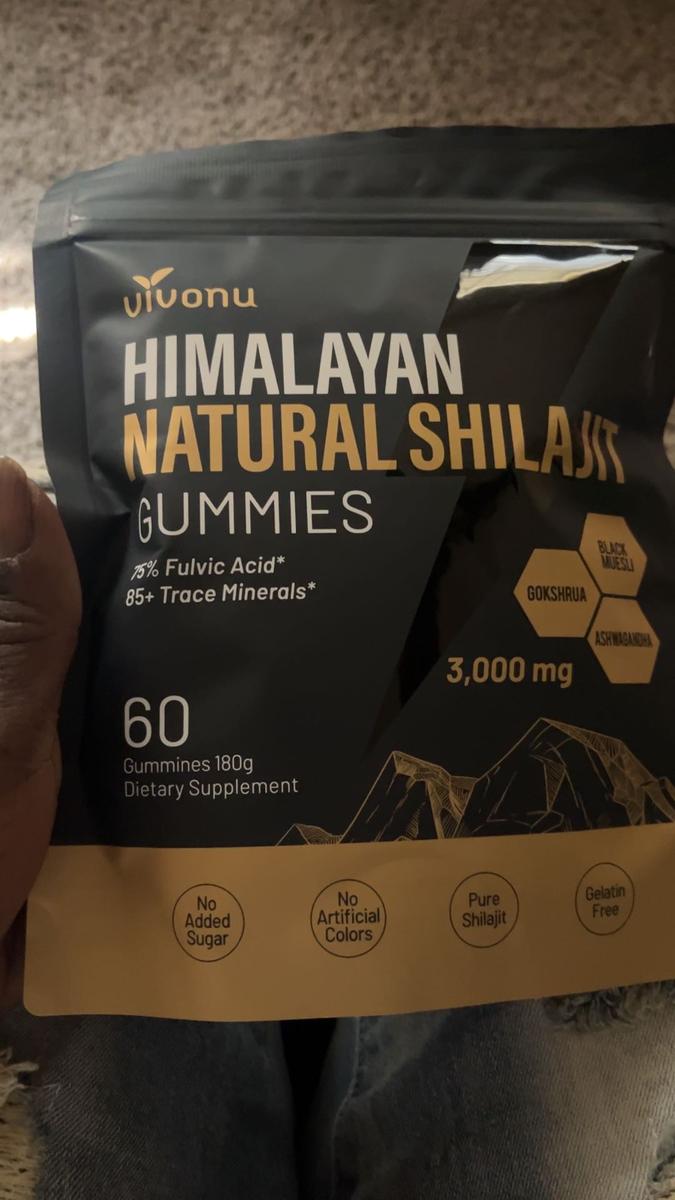 vivonu
HIMALAYAN
NATURAL SHILAJIT
GUMMIES
75% Fulvic Acid*
85+ Trace Minerals*
BLACK
MUESLI
GOKSHRUA
ASHWAGANDHA
3,000 mg
60
Gummines 180g
Dietary Supplement
No
Added
Sugar
No
Artificial
Colors
Pure
Shilajit
Gelatin
Free